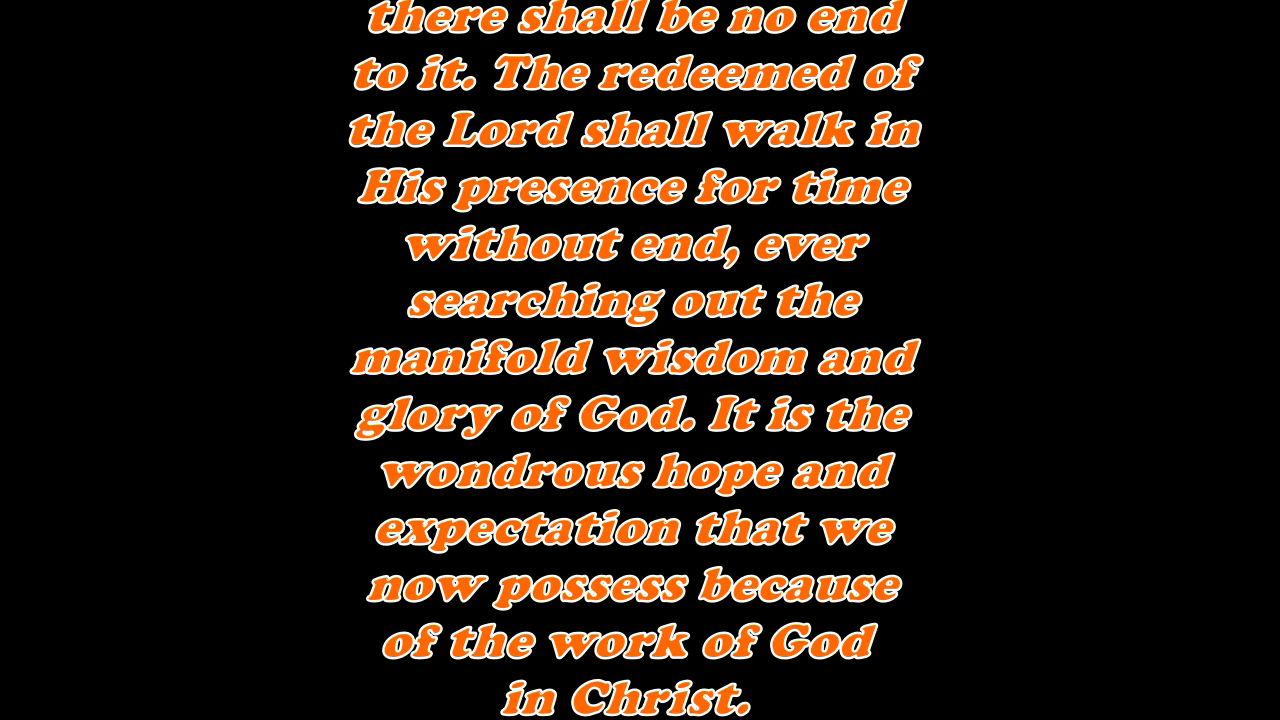 there shall be no end
to it. The redeemed of
the Lord shall walk in
His presence for time
without end, ever
searching out the
manifold wisdom and
glory of God. It is the
wondrous hope and
expectation that we
now possess because
of the work of God
in Christ.